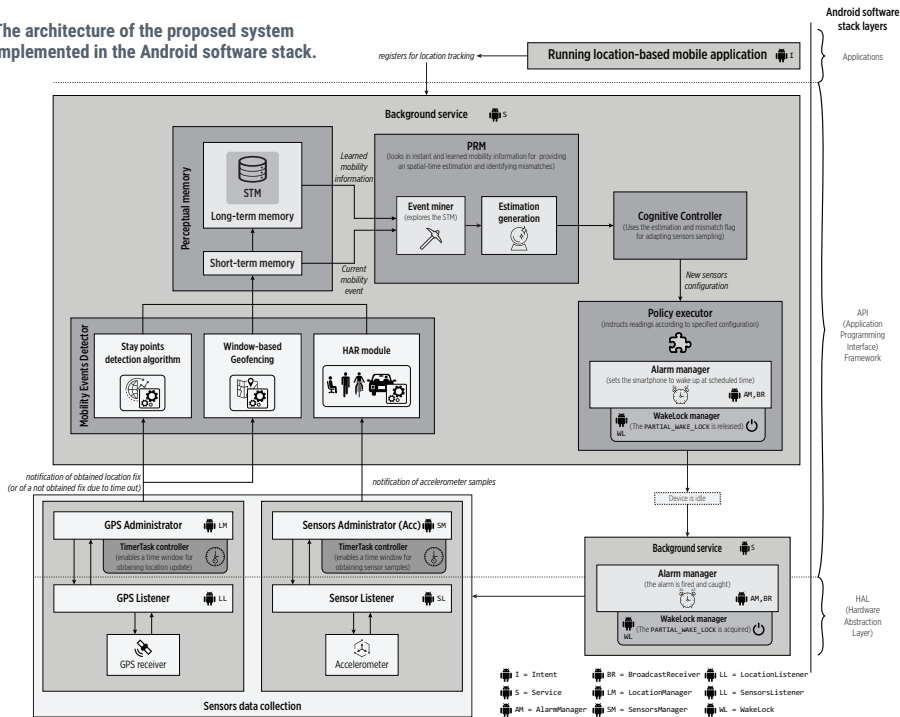 The architecture of the proposed system
implemented in the Android software stack.
Android software
stack layers
registers for location tracking
Running location-based mobile application
I
Applications
Background service
S
Perceptual memory
STM
Long-term memory
Short-term memory
Learned
mobility
information
Current
mobility
event
PRM
(looks in instant and learned mobility information for providing
an spatial-time estimation and identifying mismatches)
Event miner
(explores the STM)
Estimation
generation
Cognitive Controller
(Uses the estimation and mismatch flag
for adapting sensors sampling)
New sensors
configuration
Mobility Events Detector
Stay points
detection algorithm
Window-based
Geofencing
HAR module
Policy executor
(instructs readings according to specified configuration)
Alarm manager
(sets the smartphone to wake up at scheduled time)
AM,BR
WakeLock manager
(The PARTIAL_WAKE_LOCK is released)
WL
API
(Application
Programming
Interface)
Framework
notification of obtained location fix
(or of a not obtained fix due to time out)
notification of accelerometer samples
Device is idle
GPS Administrator
LM
TimerTask controller
(enables a time window for
obtaining location update)
GPS Listener
LL
GPS receiver
Sensors Administrator (Acc)
SM
TimerTask controller
(enables a time window for
obtaining sensor samples)
Sensor Listener
SL
Accelerometer
Sensors data collection
Background service
S
Alarm manager
(the alarm is fired and caught)
AM,BR
WakeLock manager
(The PARTIAL_WAKE_LOCK is acquired)
WL
HAL
(Hardware
Abstraction
Layer)
I = Intent
BR = BroadcastReceiver
LL = LocationListener
S = Service
LM = LocationManager
LL = SensorsListener
AM = AlarmManager
SM = SensorsManager
WL = WakeLock